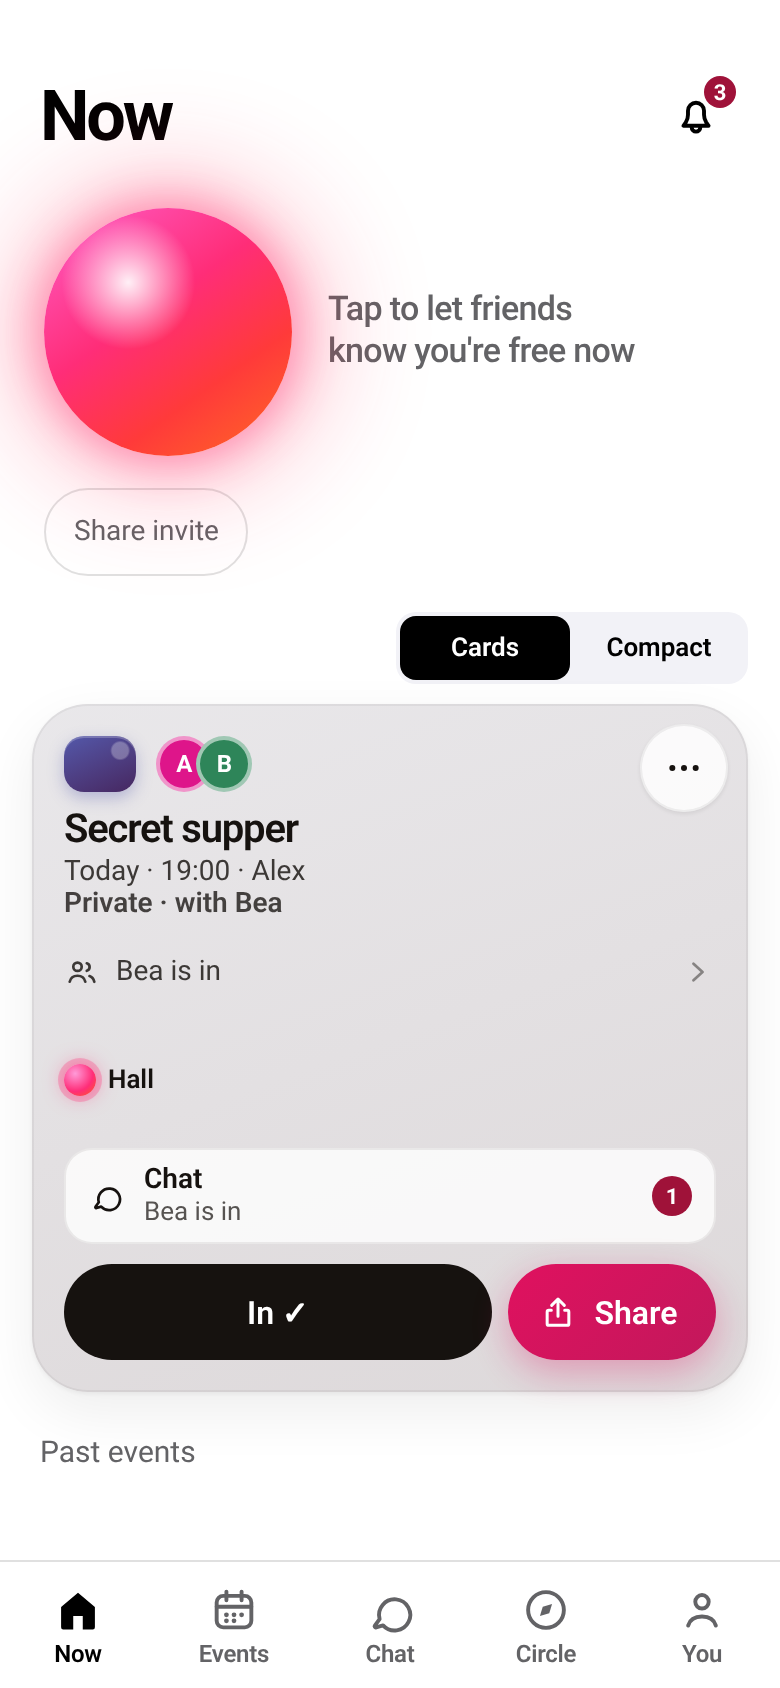 Now
3
Tap to let friends
know you're free now
Share invite
Cards
Compact
A
B
Secret supper
Today · 19:00 · Alex
Private · with Bea
Bea is in
Hall
Chat
Bea is in
1
In ✓
Share
Past events
Now
Events
Chat
Circle
You